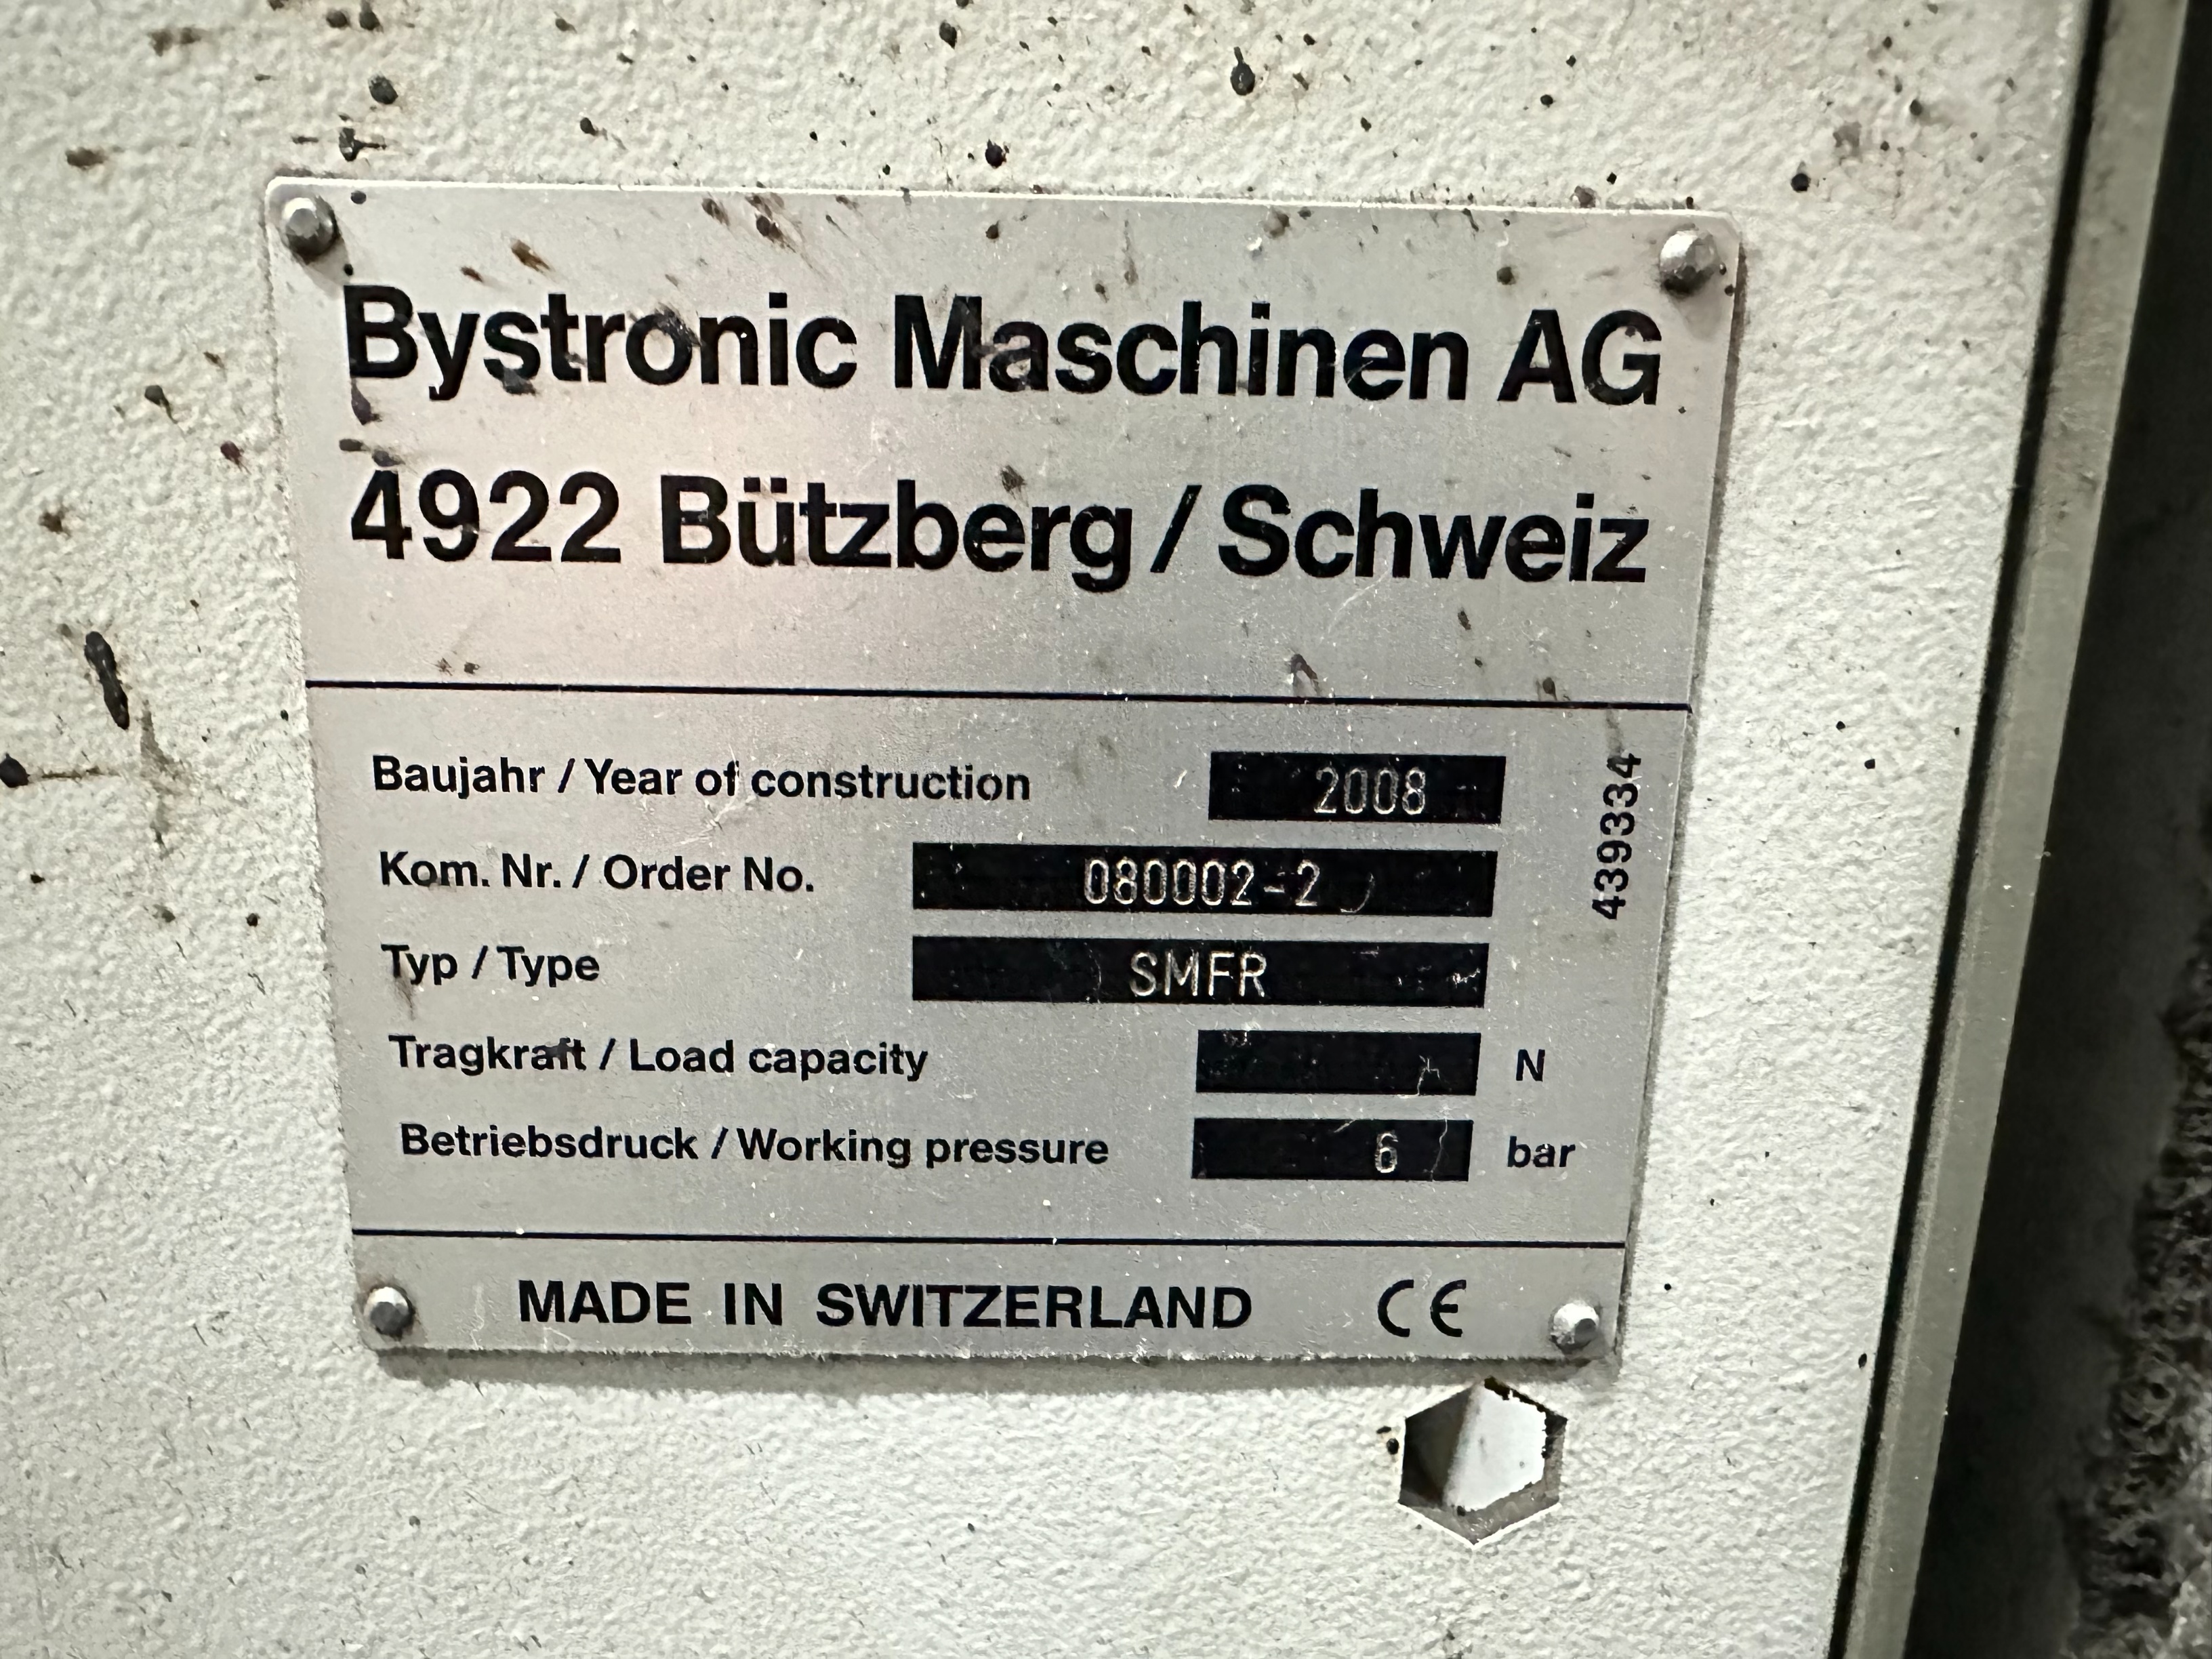 Bystronic Maschinen AG
4922 Bützberg / Schweiz
Baujahr / Year of construction 2008
Kom. Nr. / Order No. 080002-2
Typ / Type SMFR
Tragkraft / Load capacity N
Betriebsdruck / Working pressure 6 bar
439334
MADE IN SWITZERLAND CE